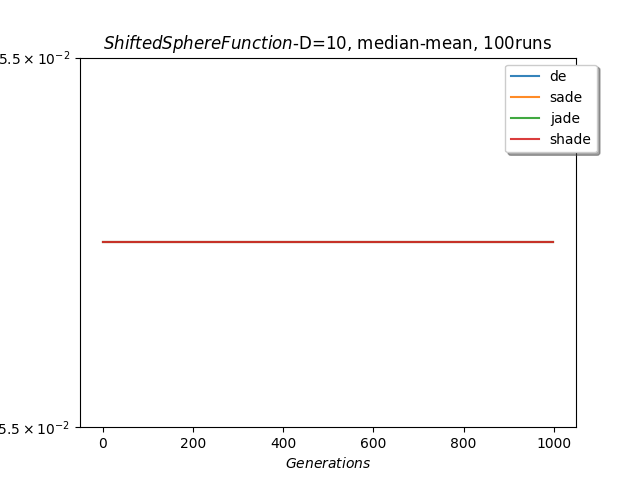 ShiftedSphereFunction-D=10, median-mean, 100runs
5.5 × 10⁻²
de
sade
jade
shade
5.5 × 10⁻²
0 200 400 600 800 1000
Generations